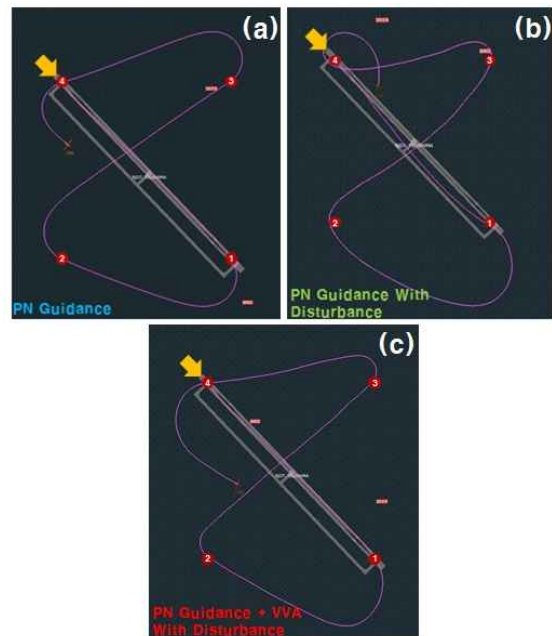 (a)
4
3
2
1
PN Guidance
(b)
4
3
1
2
PN Guidance With
Disturbance
(c)
4
3
2
1
PN Guidance + VVA
With Disturbance